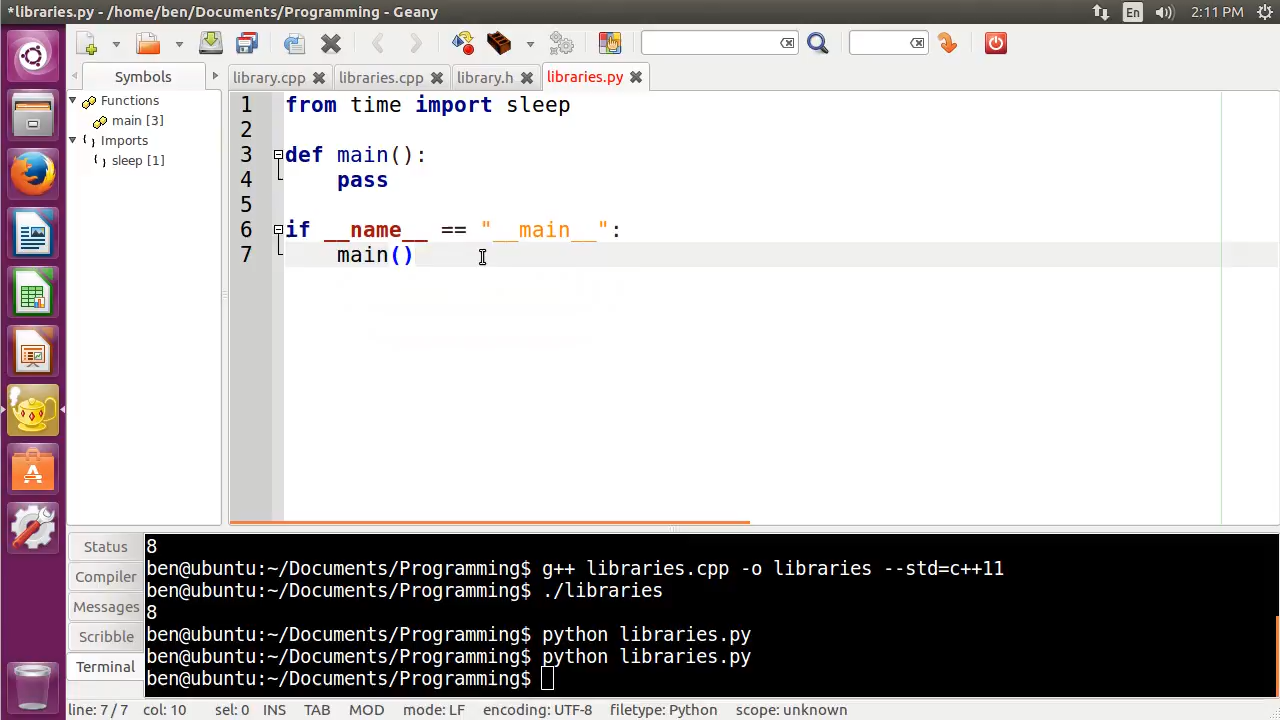 *libraries.py - /home/ben/Documents/Programming - Geany
En
2:11 PM
Symbols
library.cpp
libraries.cpp
library.h
libraries.py
Functions
main [3]
Imports
sleep [1]
1 from time import sleep
2
3 def main():
4 pass
5
6 if __name__ == "__main__":
7 main()
Status
Compiler
Messages
Scribble
Terminal
8
ben@ubuntu:~/Documents/Programming$ g++ libraries.cpp -o libraries --std=c++11
ben@ubuntu:~/Documents/Programming$ ./libraries
8
ben@ubuntu:~/Documents/Programming$ python libraries.py
ben@ubuntu:~/Documents/Programming$ python libraries.py
ben@ubuntu:~/Documents/Programming$
line: 7 / 7 col: 10 sel: 0 INS TAB MOD mode: LF encoding: UTF-8 filetype: Python scope: unknown